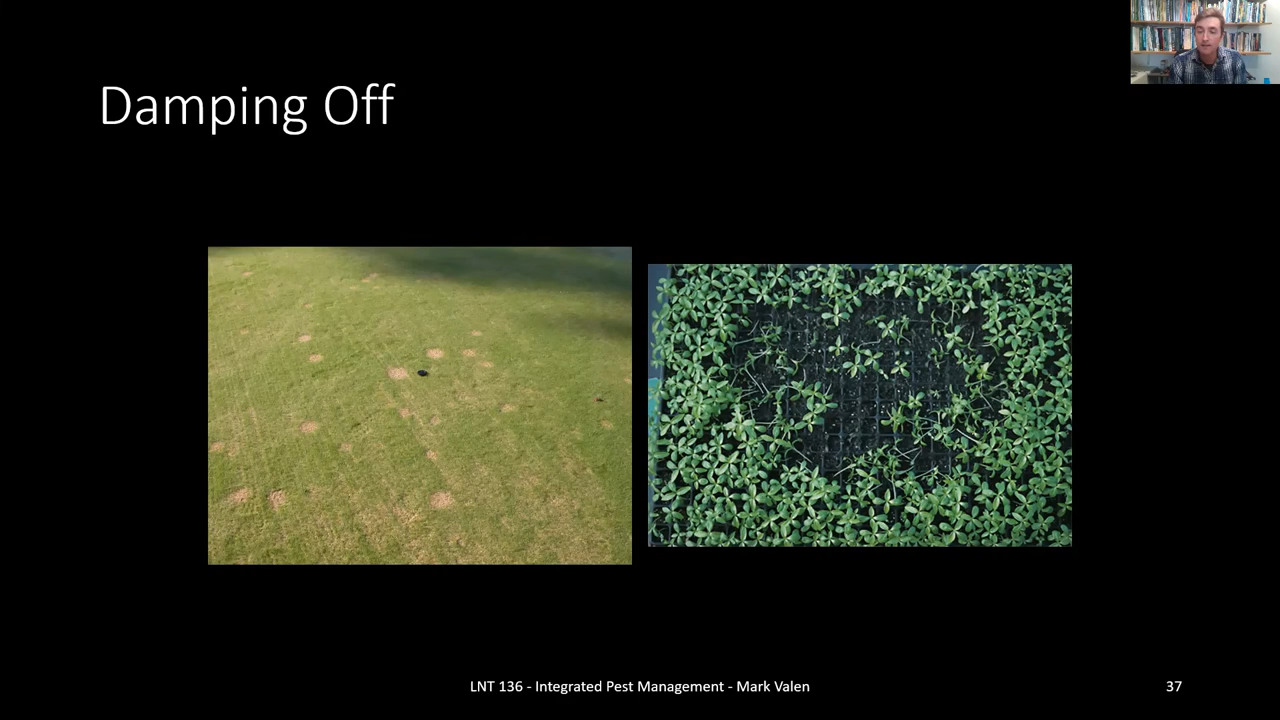 Damping Off
LNT 136 - Integrated Pest Management - Mark Valen
37